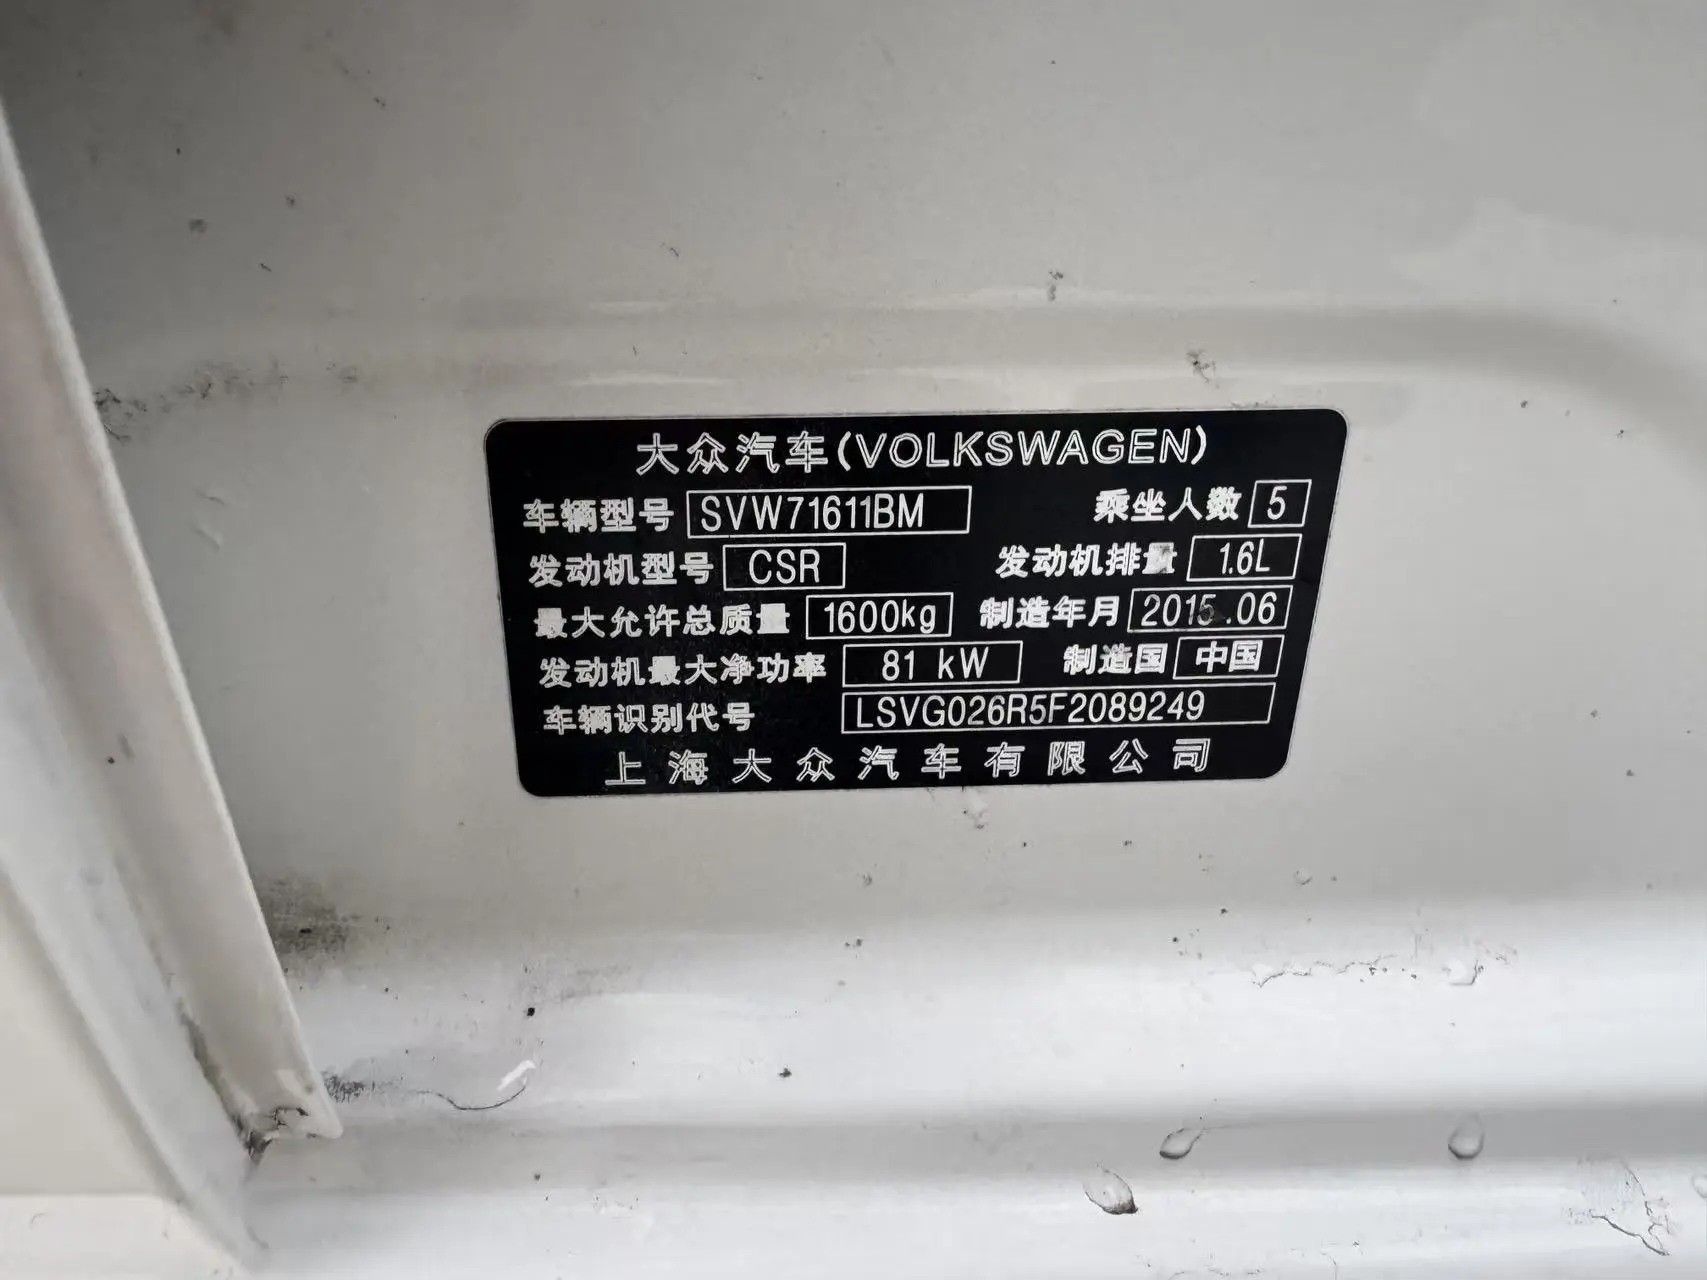 大众汽车(VOLKSWAGEN)
车辆型号 SVW71611BM 乘坐人数 5
发动机型号 CSR 发动机排量 1.6L
最大允许总质量 1600kg 制造年月 2015.06
发动机最大净功率 81 kW 制造国 中国
车辆识别代号 LSVG026R5F2089249
上海大众汽车有限公司